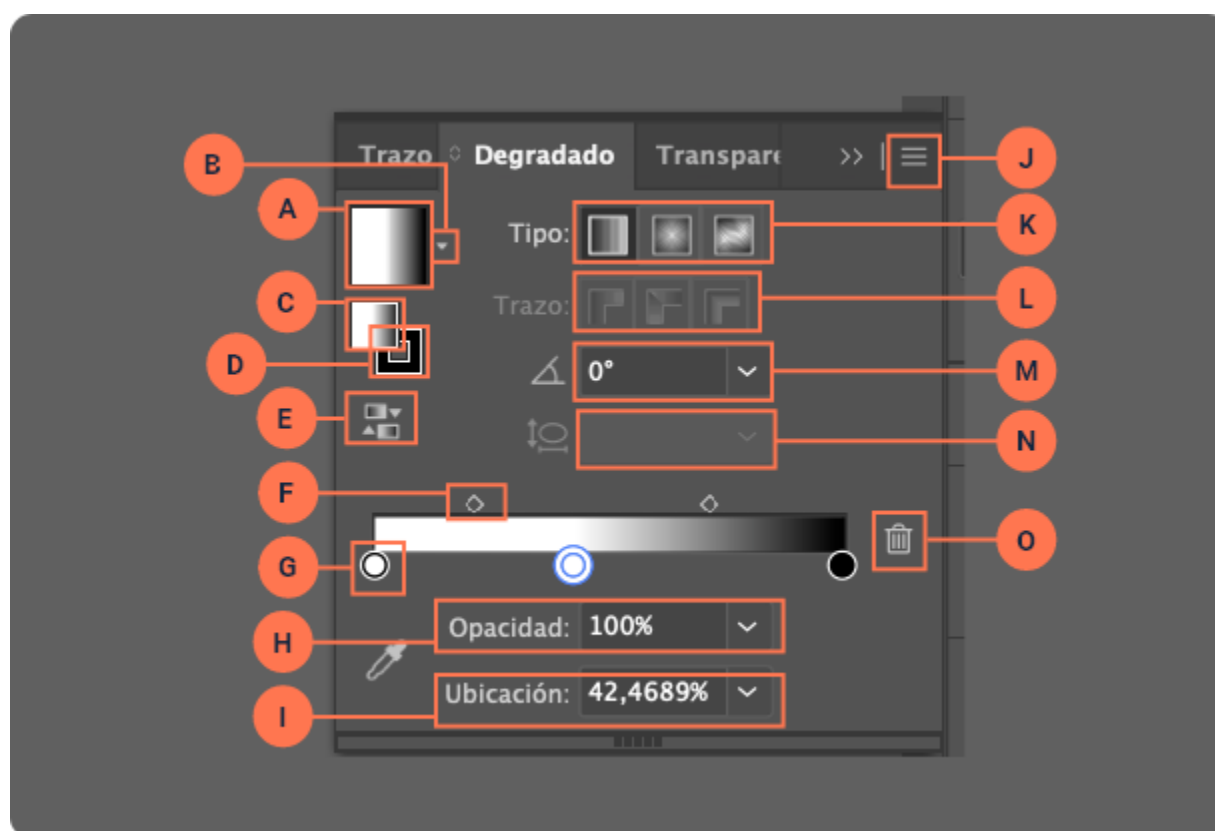 Trazo Degradado Transpare >> J
B
A Tipo: K
C Trazo: L
D 0° M
E N
F
G O
H Opacidad: 100%
I Ubicación: 42,4689%